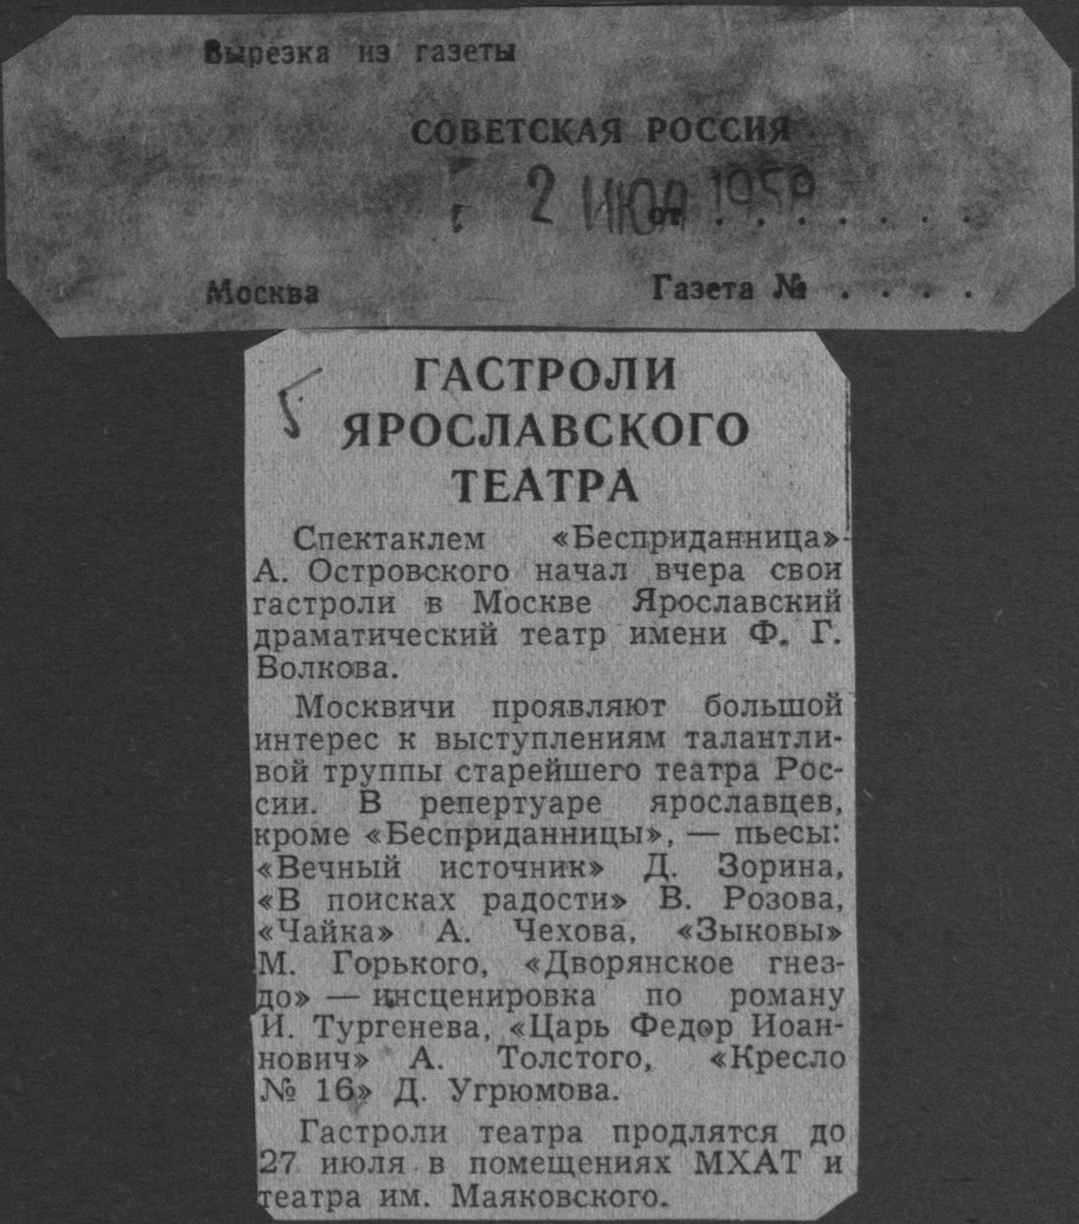 Вырезка из газеты
СОВЕТСКАЯ РОССИЯ
2 ИЮЛ 1958
от . . . . . . .
Москва Газета № . . . .
5
ГАСТРОЛИ
ЯРОСЛАВСКОГО
ТЕАТРА
Спектаклем «Бесприданница»
А. Островского начал вчера свои
гастроли в Москве Ярославский
драматический театр имени Ф. Г.
Волкова.
Москвичи проявляют большой
интерес к выступлениям талантли-
вой труппы старейшего театра Рос-
сии. В репертуаре ярославцев,
кроме «Бесприданницы», — пьесы:
«Вечный источник» Д. Зорина,
«В поисках радости» В. Розова,
«Чайка» А. Чехова, «Зыковы»
М. Горького, «Дворянское гнез-
до» — инсценировка по роману
И. Тургенева, «Царь Федор Иоан-
нович» А. Толстого, «Кресло
№ 16» Д. Угрюмова.
Гастроли театра продлятся до
27 июля в помещениях МХАТ и
театра им. Маяковского.